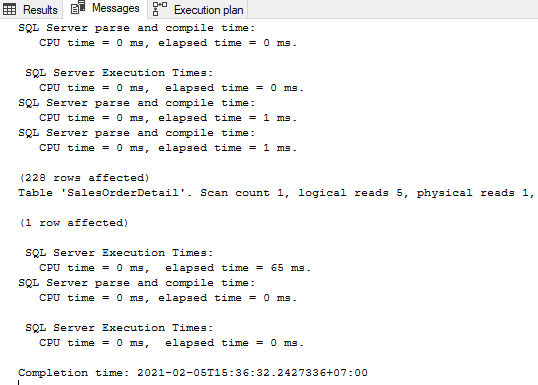 Results Messages Execution plan
SQL Server parse and compile time:
CPU time = 0 ms, elapsed time = 0 ms.
SQL Server Execution Times:
CPU time = 0 ms,  elapsed time = 0 ms.
SQL Server parse and compile time:
CPU time = 0 ms, elapsed time = 1 ms.
SQL Server parse and compile time:
CPU time = 0 ms, elapsed time = 1 ms.
(228 rows affected)
Table 'SalesOrderDetail'. Scan count 1, logical reads 5, physical reads 1,
(1 row affected)
SQL Server Execution Times:
CPU time = 0 ms,  elapsed time = 65 ms.
SQL Server parse and compile time:
CPU time = 0 ms, elapsed time = 0 ms.
SQL Server Execution Times:
CPU time = 0 ms,  elapsed time = 0 ms.
Completion time: 2021-02-05T15:36:32.2427336+07:00